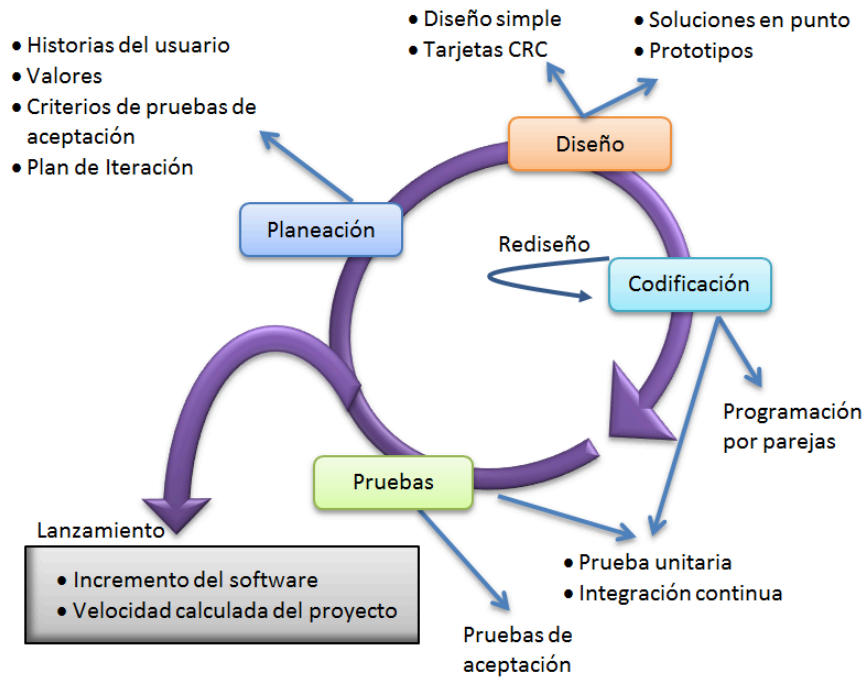 • Historias del usuario
• Valores
• Criterios de pruebas de
aceptación
• Plan de Iteración
• Diseño simple
• Tarjetas CRC
• Soluciones en punto
• Prototipos
Diseño
Planeación
Rediseño
Codificación
Programación
por parejas
Pruebas
Lanzamiento
• Incremento del software
• Velocidad calculada del proyecto
• Prueba unitaria
• Integración continua
Pruebas de
aceptación